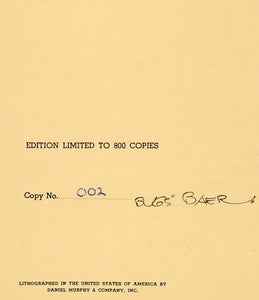 EDITION LIMITED TO 800 COPIES
Copy No. 002 "BUGS" BAER
LITHOGRAPHED IN THE UNITED STATES OF AMERICA BY
DANIEL MURPHY & COMPANY, INC.